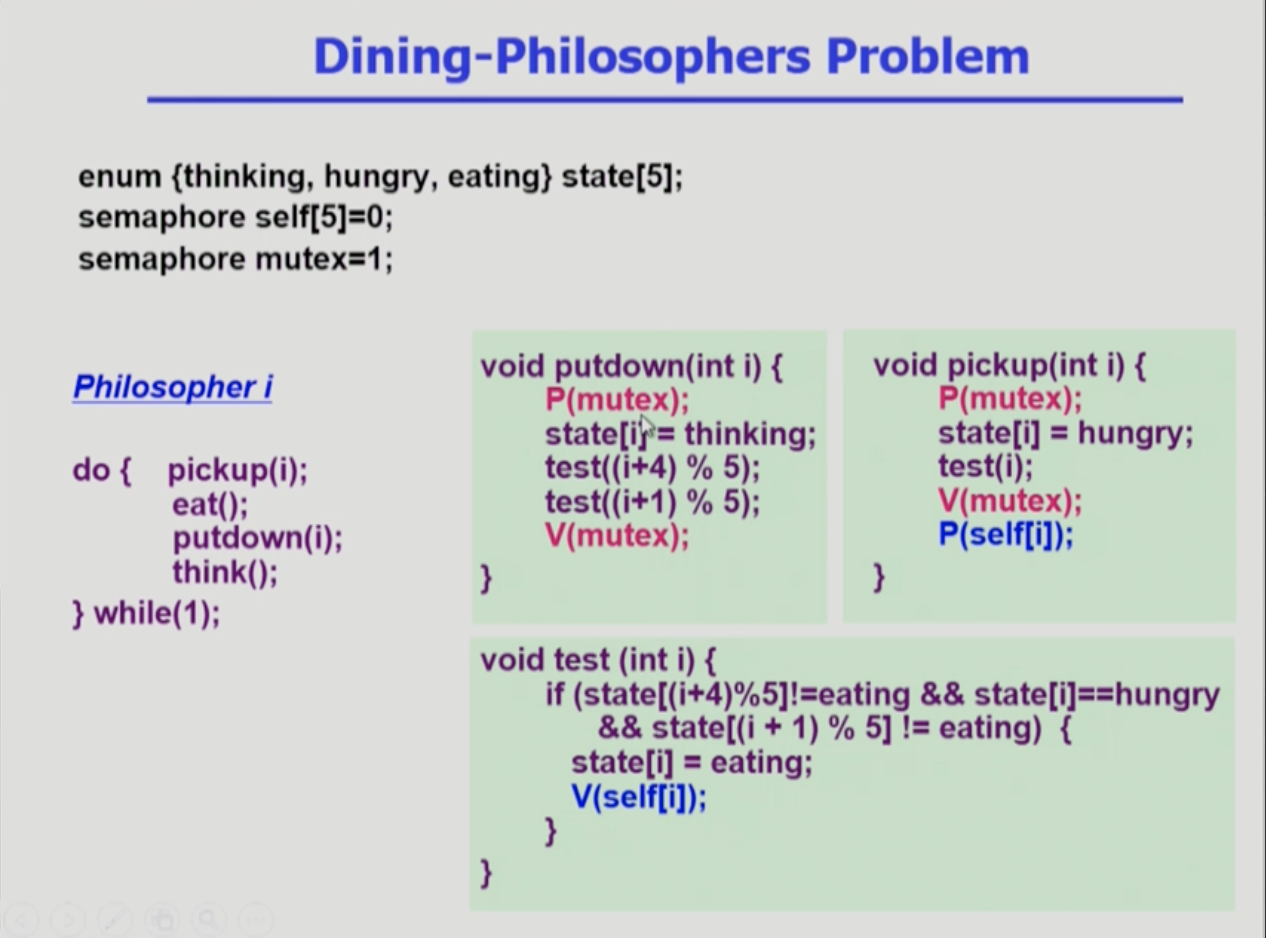 Dining-Philosophers Problem
enum {thinking, hungry, eating} state[5];
semaphore self[5]=0;
semaphore mutex=1;
Philosopher i
do { pickup(i);
eat();
putdown(i);
think();
} while(1);
void putdown(int i) {
P(mutex);
state[i] = thinking;
test((i+4) % 5);
test((i+1) % 5);
V(mutex);
}
void pickup(int i) {
P(mutex);
state[i] = hungry;
test(i);
V(mutex);
P(self[i]);
}
void test (int i) {
if (state[(i+4)%5]!=eating && state[i]==hungry
&& state[(i + 1) % 5] != eating) {
state[i] = eating;
V(self[i]);
}
}